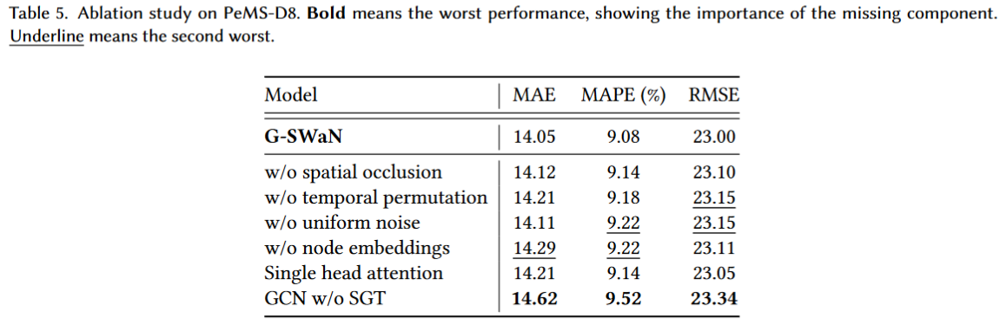 Table 5. Ablation study on PeMS-D8. Bold means the worst performance, showing the importance of the missing component.
Underline means the second worst.
Model MAE MAPE (%) RMSE
G-SWaN 14.05 9.08 23.00
w/o spatial occlusion 14.12 9.14 23.10
w/o temporal permutation 14.21 9.18 23.15
w/o uniform noise 14.11 9.22 23.15
w/o node embeddings 14.29 9.22 23.11
Single head attention 14.21 9.14 23.05
GCN w/o SGT 14.62 9.52 23.34